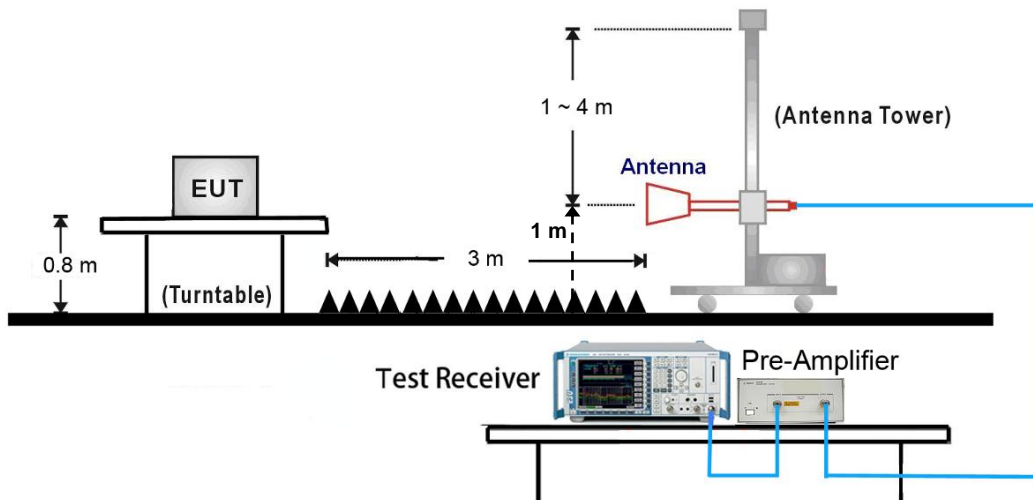 1 ~ 4 m
(Antenna Tower)
Antenna
EUT
1 m
0.8 m
3 m
(Turntable)
Test Receiver
Pre-Amplifier